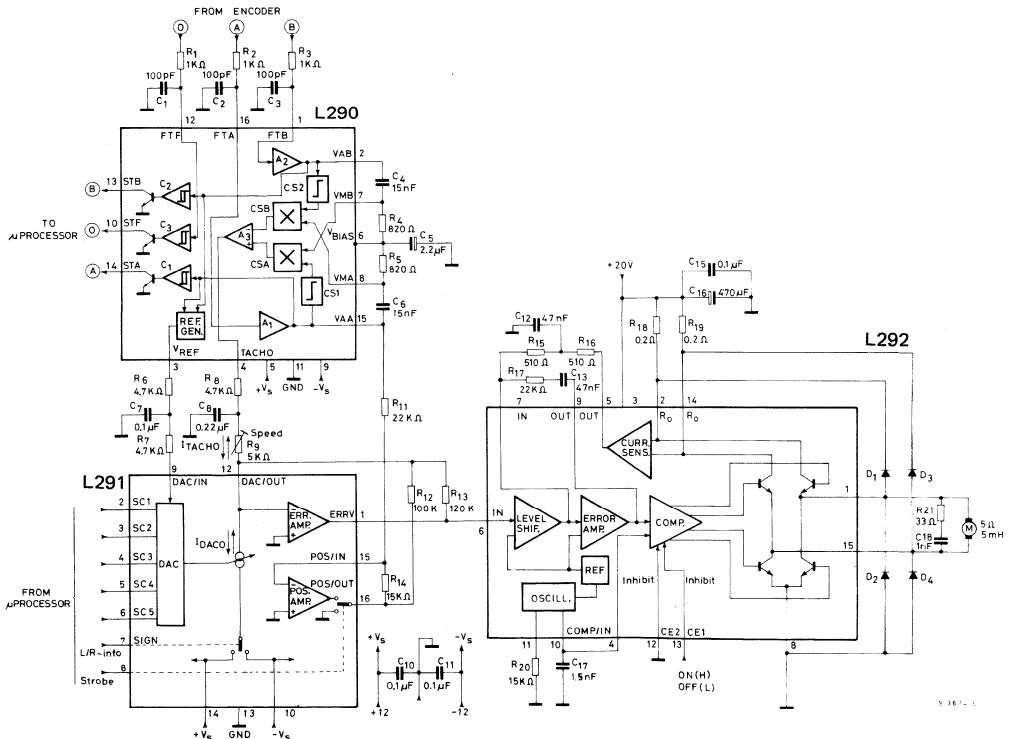 FROM ENCODER
O A B
R1 1KΩ
R2 1KΩ
R3 1KΩ
100pF C1
100pF C2
100pF C3
L290
12 16 1
FTF FTA FTB
A2
VAB 2
C4 15nF
CS2
VMB 7
13 STB
B
C2
CSB
R4 820Ω
TO μPROCESSOR
10 STF
O
C3
A3
VBIAS 6
C5 2.2μF
CSA
R5 820Ω
14 STA
A
C1
VMA 8
CS1
C6 15nF
REF. GEN.
A1
VAA 15
VREF
TACHO
3 4 5 11 9
+Vs GND -Vs
R6 4.7KΩ
R8 4.7KΩ
C7 0.1μF
C8 0.22μF
R11 22KΩ
R7 4.7KΩ
ITACHO
Speed
R9 5KΩ
L291
9 12
DAC/IN DAC/OUT
R12 100K
R13 120K
2 SC1
3 SC2
4 SC3
5 SC4
6 SC5
DAC
IDACO
ERR. AMP.
ERRV 1
POS/IN 15
POS/OUT
POS. AMP.
16
R14 15KΩ
FROM μPROCESSOR
7 SIGN
L/R-info
8
Strobe
14 13 10
+Vs GND -Vs
+Vs -Vs
C10 0.1μF
C11 0.1μF
+12 -12
+20V
C15 0.1μF
C16 470μF
C12 47nF
R15 510Ω
R16 510Ω
R17 22KΩ
C13 47nF
R18 0.2Ω
R19 0.2Ω
L292
7 9 5 3 2 14
IN OUT OUT Ro Ro
CURR. SENS.
6 IN
LEVEL SHIF.
ERROR AMP.
COMP.
REF
OSCILL.
Inhibit Inhibit
COMP/IN
CE2 CE1
11 10 4 12 13 8
R20 15KΩ
C17 1.5nF
ON(H)
OFF(L)
1
15
D1
D3
D2
D4
R21 33Ω
C18 1nF
M
5Ω
5mH